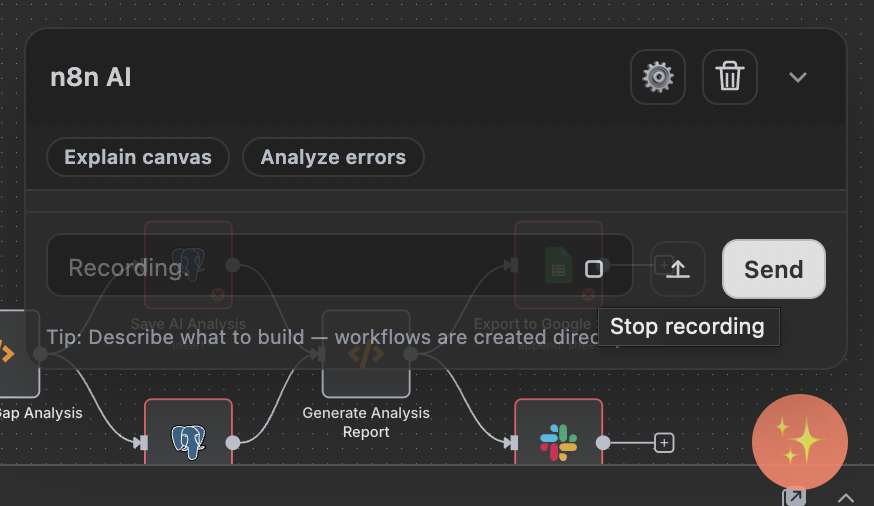 n8n AI
Explain canvas
Analyze errors
Recording.
Send
Save AI Analysis
Export to Google
Tip: Describe what to build — workflows are created direc
Stop recording
Gap Analysis
Generate Analysis
Report